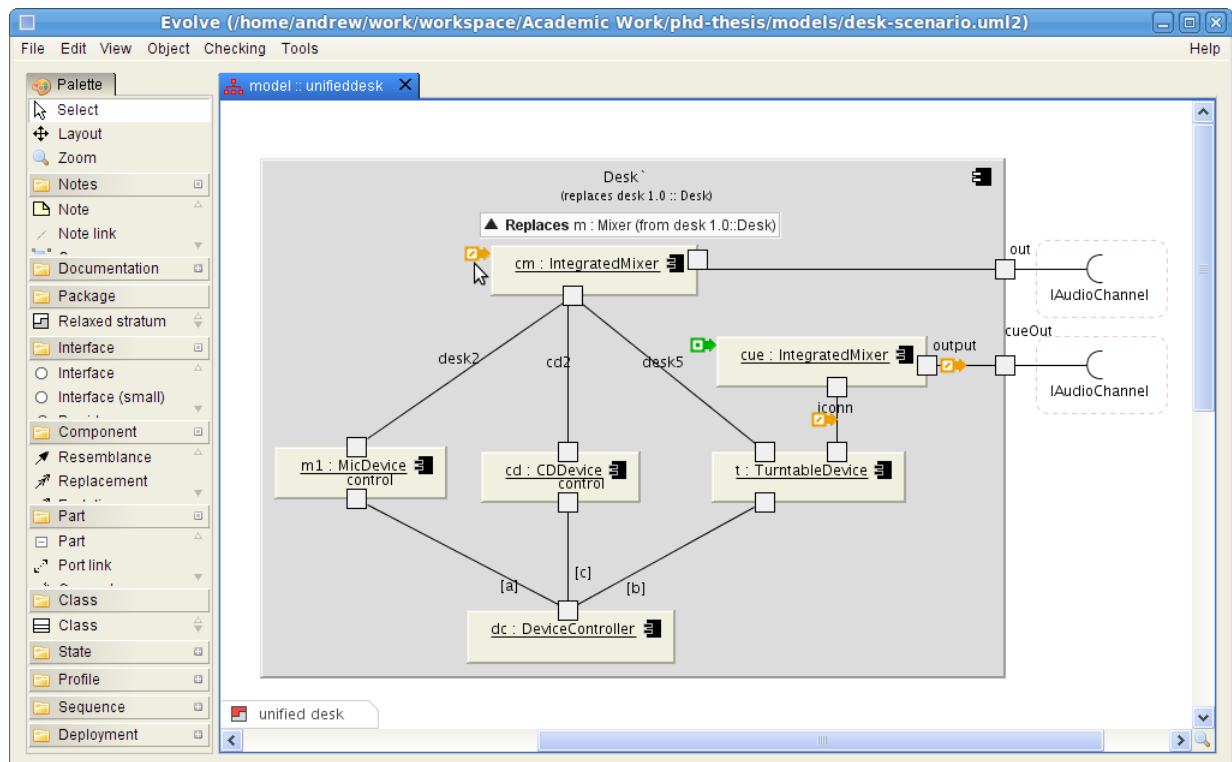 Evolve (/home/andrew/work/workspace/Academic Work/phd-thesis/models/desk-scenario.uml2)
File Edit View Object Checking Tools Help
Palette
model :: unifieddesk
Select
Layout
Zoom
Notes
Note
Note link
Documentation
Package
Relaxed stratum
Interface
Interface
Interface (small)
Component
Resemblance
Replacement
Part
Part
Port link
Class
Class
State
Profile
Sequence
Deployment
Desk`
(replaces desk 1.0 :: Desk)
Replaces m : Mixer (from desk 1.0::Desk)
cm : IntegratedMixer
out
IAudioChannel
cueOut
output
cue : IntegratedMixer
IAudioChannel
desk2
cd2
desk5
iconn
m1 : MicDevice
control
cd : CDDevice
control
t : TurntableDevice
[a]
[c]
[b]
dc : DeviceController
unified desk